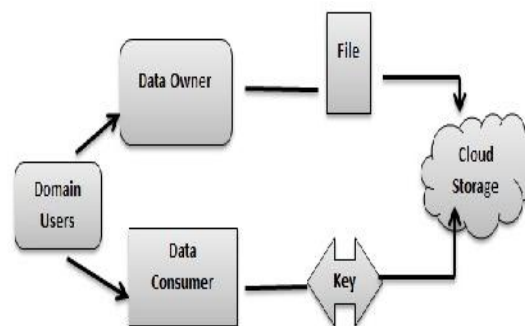 File
Data Owner
Cloud
Storage
Domain
Users
Data
Consumer
Key